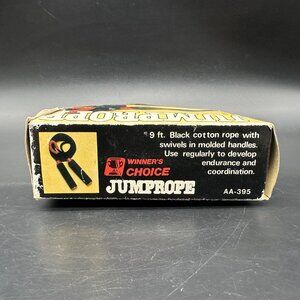 JUMPROPE
9 ft. Black cotton rope with
swivels in molded handles.
Use regularly to develop
endurance and
coordination.
WINNER'S
CHOICE
JUMPROPE
AA-395